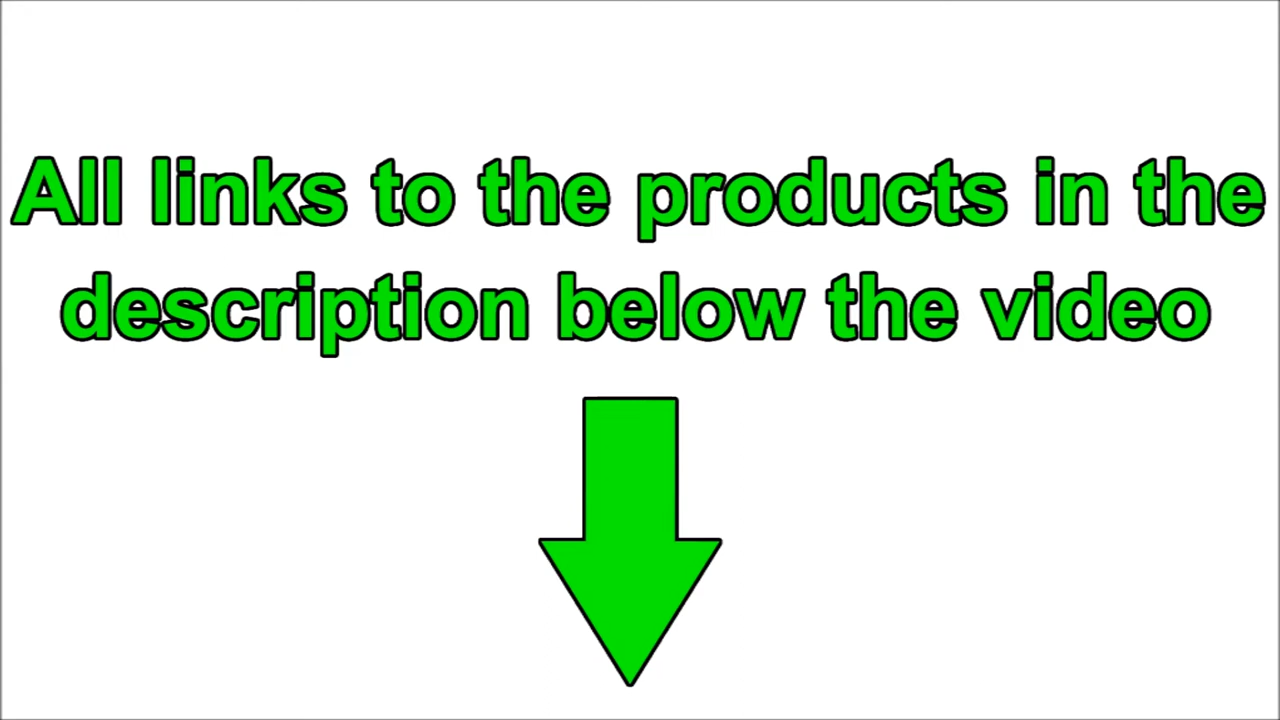 All links to the products in the
description below the video